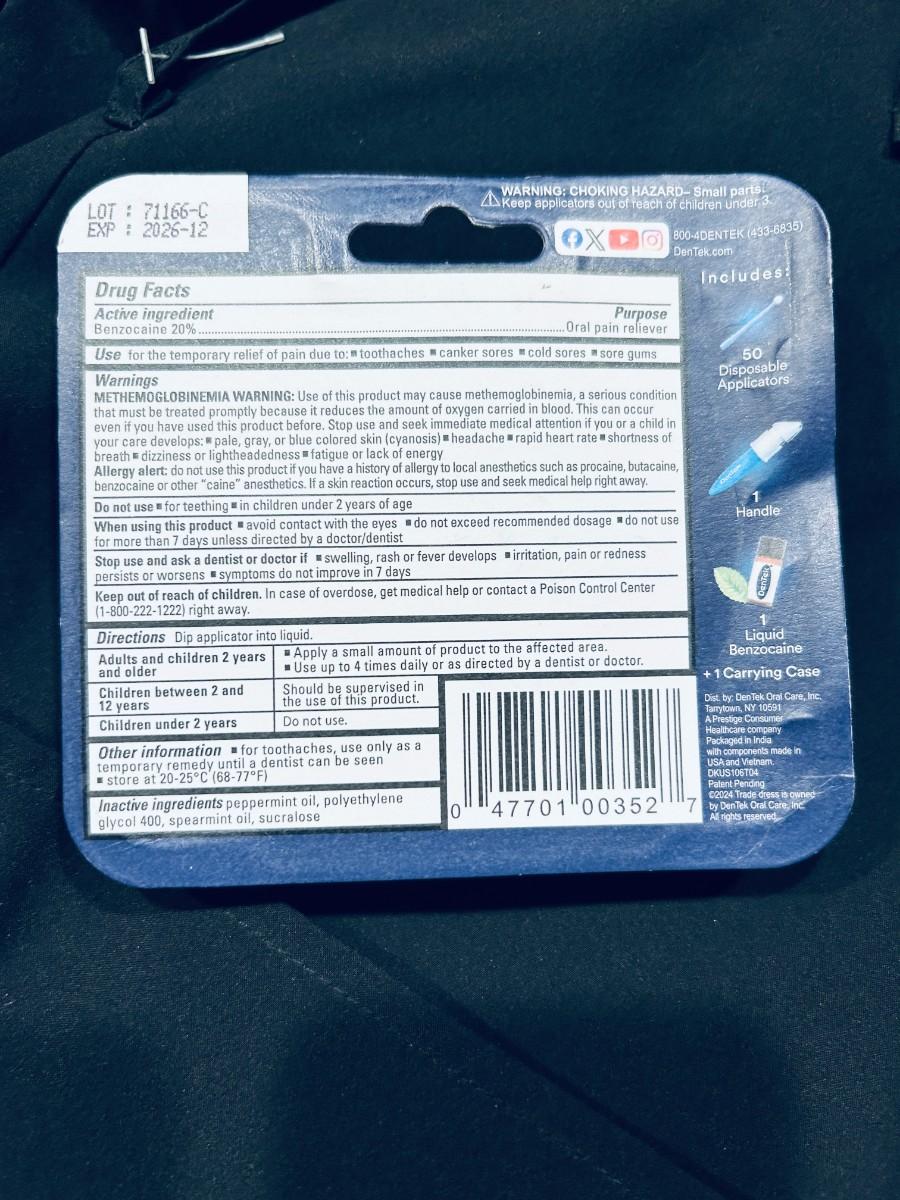 LOT : 71166-C
EXP : 2026-12
⚠ WARNING: CHOKING HAZARD– Small parts.
Keep applicators out of reach of children under 3.
800-4DENTEK (433-6835)
DenTek.com
Drug Facts
Active ingredient Purpose
Benzocaine 20%..........Oral pain reliever
Use for the temporary relief of pain due to: ■ toothaches ■ canker sores ■ cold sores ■ sore gums
Warnings
METHEMOGLOBINEMIA WARNING: Use of this product may cause methemoglobinemia, a serious condition
that must be treated promptly because it reduces the amount of oxygen carried in blood. This can occur
even if you have used this product before. Stop use and seek immediate medical attention if you or a child in
your care develops: ■ pale, gray, or blue colored skin (cyanosis) ■ headache ■ rapid heart rate ■ shortness of
breath ■ dizziness or lightheadedness ■ fatigue or lack of energy
Allergy alert: do not use this product if you have a history of allergy to local anesthetics such as procaine, butacaine,
benzocaine or other “caine” anesthetics. If a skin reaction occurs, stop use and seek medical help right away.
Do not use ■ for teething ■ in children under 2 years of age
When using this product ■ avoid contact with the eyes ■ do not exceed recommended dosage ■ do not use
for more than 7 days unless directed by a doctor/dentist
Stop use and ask a dentist or doctor if ■ swelling, rash or fever develops ■ irritation, pain or redness
persists or worsens ■ symptoms do not improve in 7 days
Keep out of reach of children. In case of overdose, get medical help or contact a Poison Control Center
(1-800-222-1222) right away.
Directions Dip applicator into liquid.
Adults and children 2 years
and older
■ Apply a small amount of product to the affected area.
■ Use up to 4 times daily or as directed by a dentist or doctor.
Children between 2 and
12 years
Should be supervised in
the use of this product.
Children under 2 years
Do not use.
Other information ■ for toothaches, use only as a
temporary remedy until a dentist can be seen
■ store at 20-25°C (68-77°F)
Inactive ingredients peppermint oil, polyethylene
glycol 400, spearmint oil, sucralose
0 47701 00352 7
Includes:
50
Disposable
Applicators
DenTek
1
Handle
DenTek
1
Liquid
Benzocaine
+ 1 Carrying Case
Dist. by: DenTek Oral Care, Inc.
Tarrytown, NY 10591
A Prestige Consumer
Healthcare company
Packaged in India
with components made in
USA and Vietnam.
DKUS106T04
Patent Pending
©2024 Trade dress is owned
by DenTek Oral Care, Inc.
All rights reserved.